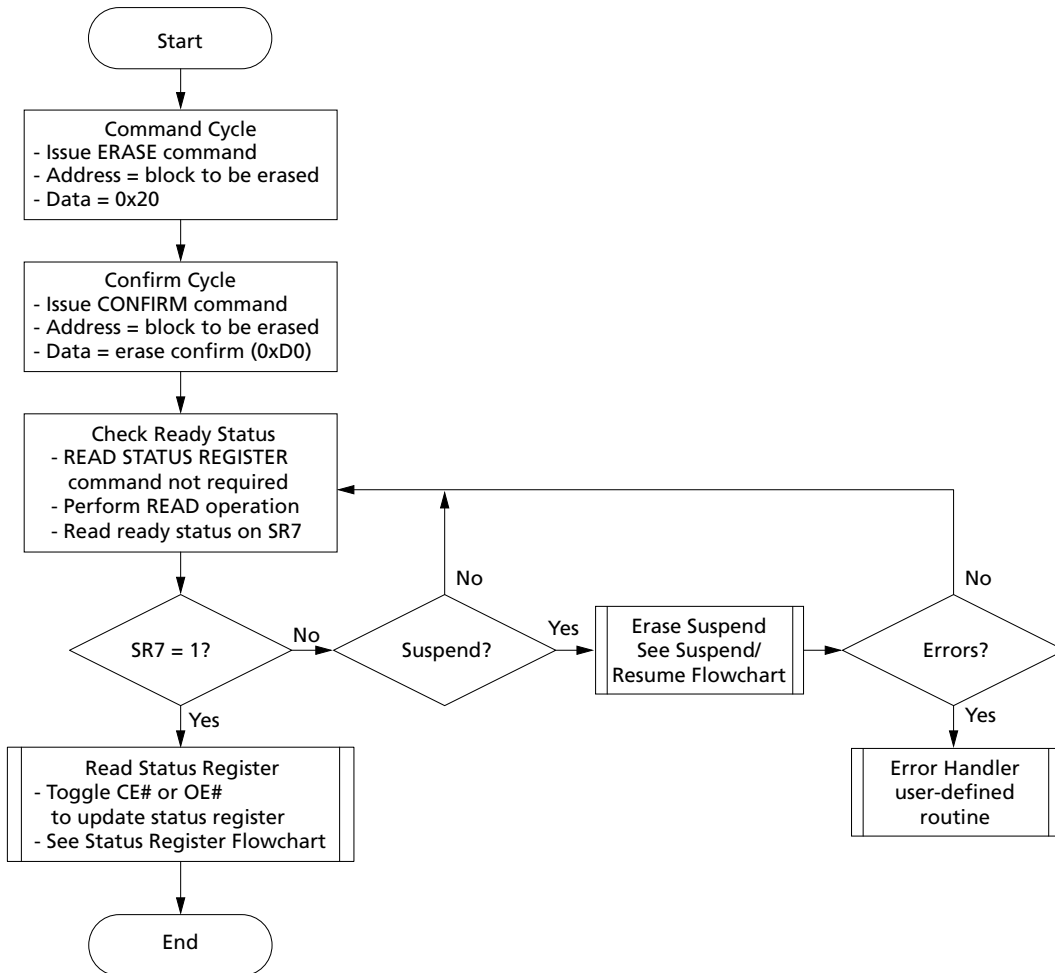 Start
Command Cycle
- Issue ERASE command
- Address = block to be erased
- Data = 0x20
Confirm Cycle
- Issue CONFIRM command
- Address = block to be erased
- Data = erase confirm (0xD0)
Check Ready Status
- READ STATUS REGISTER
command not required
- Perform READ operation
- Read ready status on SR7
No
No
SR7 = 1?
No
Suspend?
Yes
Erase Suspend
See Suspend/
Resume Flowchart
Errors?
Yes
Yes
Read Status Register
- Toggle CE# or OE#
to update status register
- See Status Register Flowchart
Error Handler
user-defined
routine
End